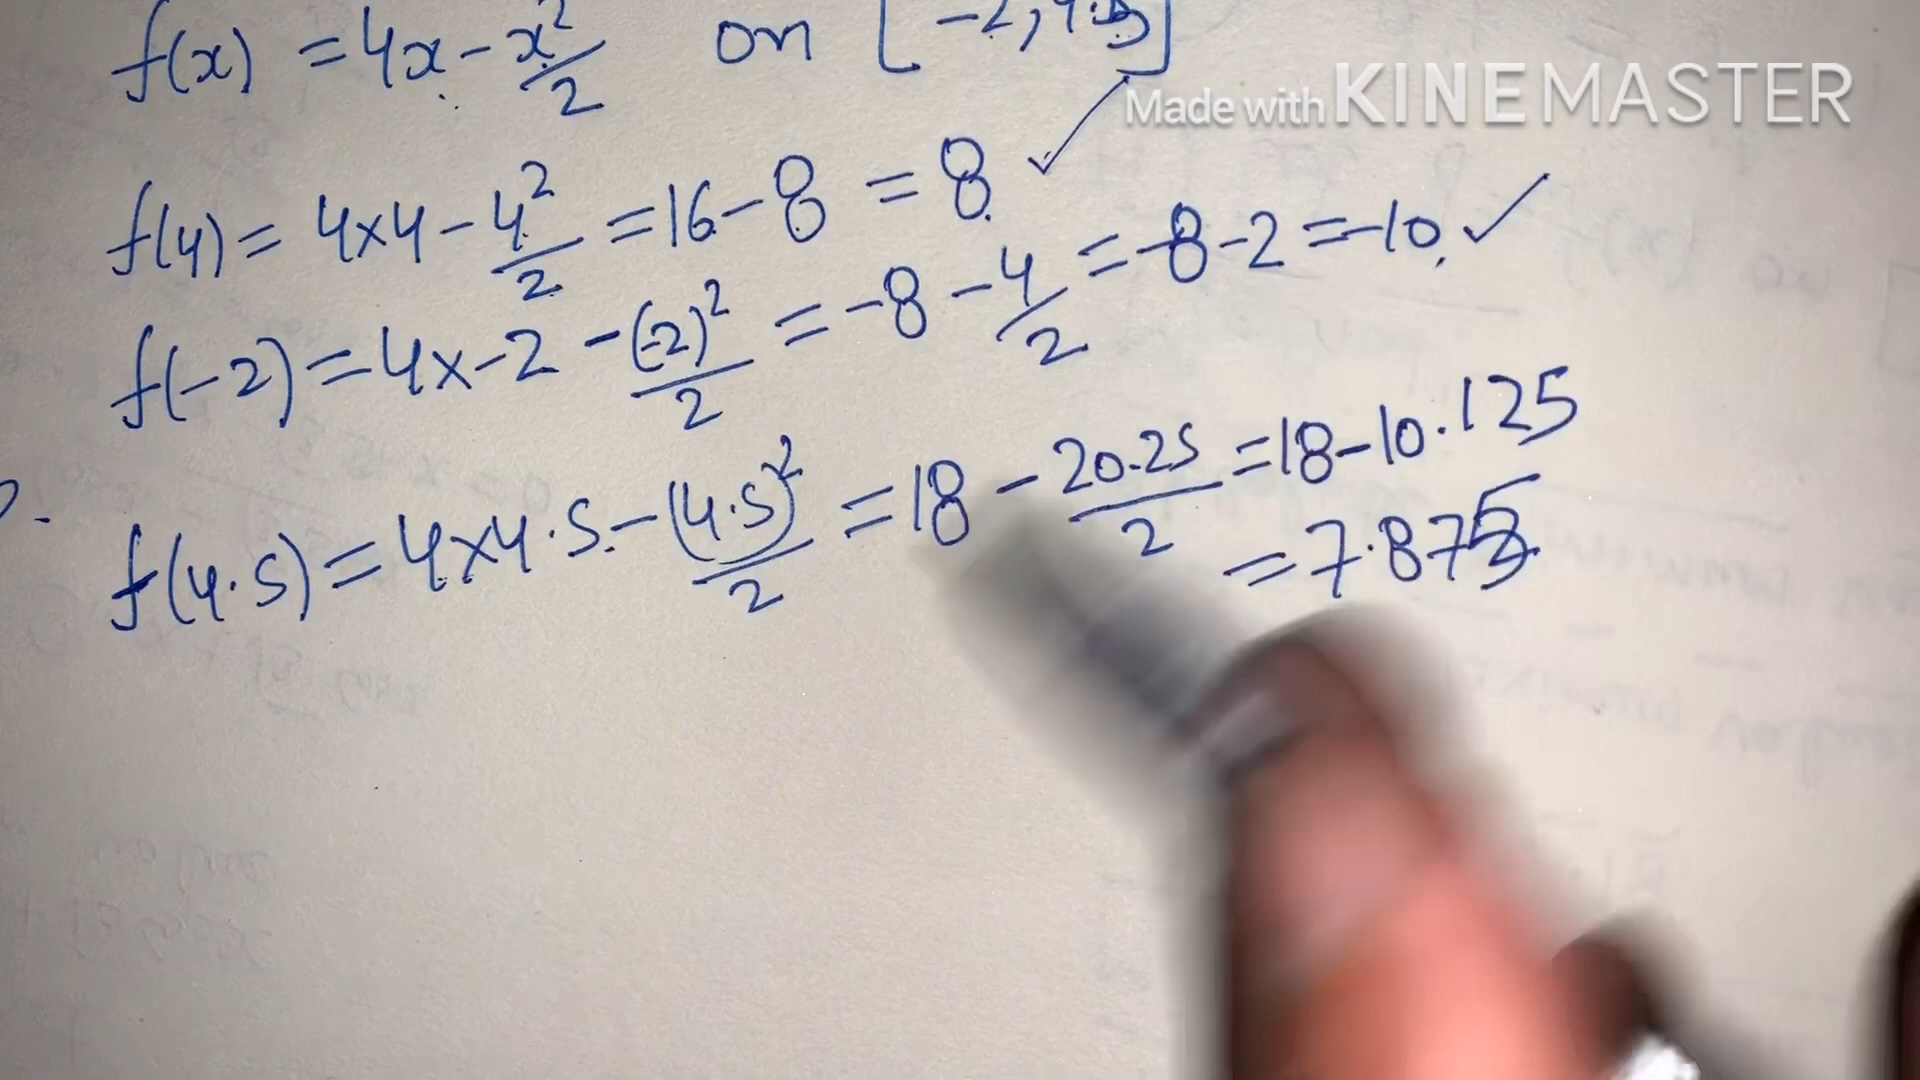 f(x) = 4x - x²/2 on [-2, 4.5]
Made with KINEMASTER
f(4) = 4×4 - 4²/2 = 16 - 8 = 8 ✓
f(-2) = 4×-2 - (-2)²/2 = -8 - 4/2 = -8 - 2 = -10 ✓
f(4.5) = 4×4.5 - (4.5)²/2 = 18 - 20.25/2 = 18 - 10.125
= 7.875